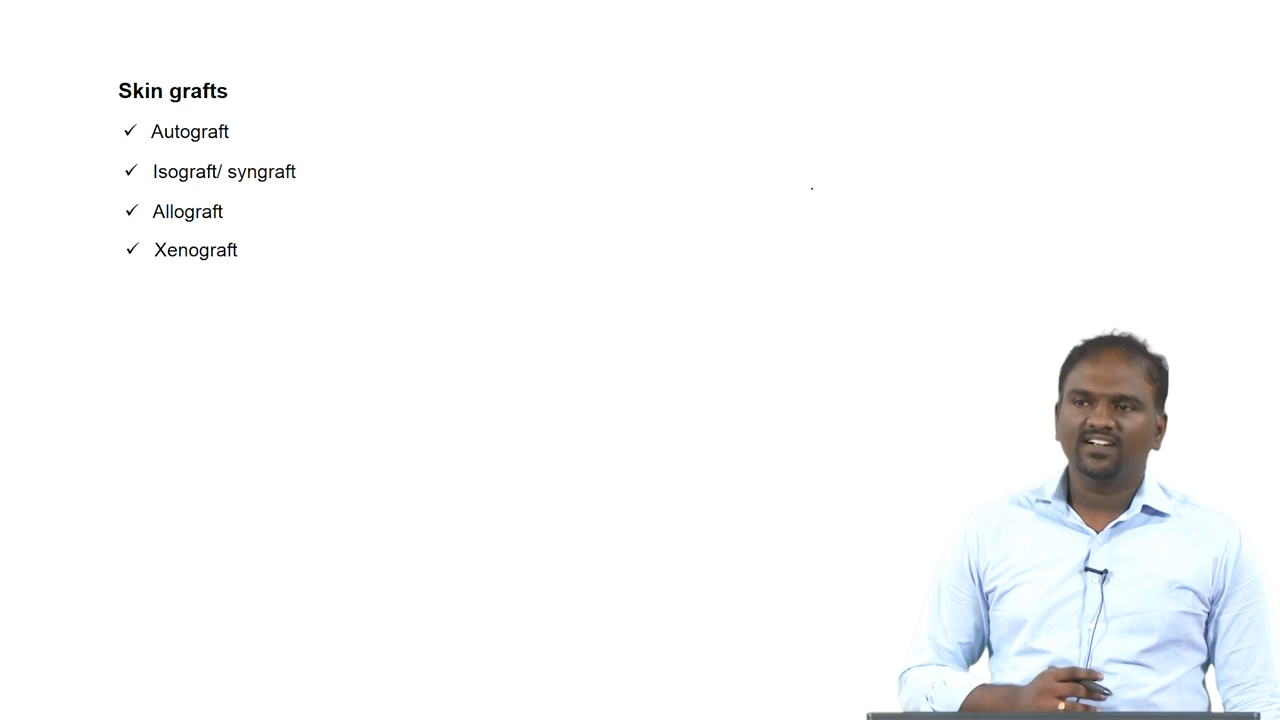 Skin grafts
✓ Autograft
✓ Isograft/ syngraft
✓ Allograft
✓ Xenograft